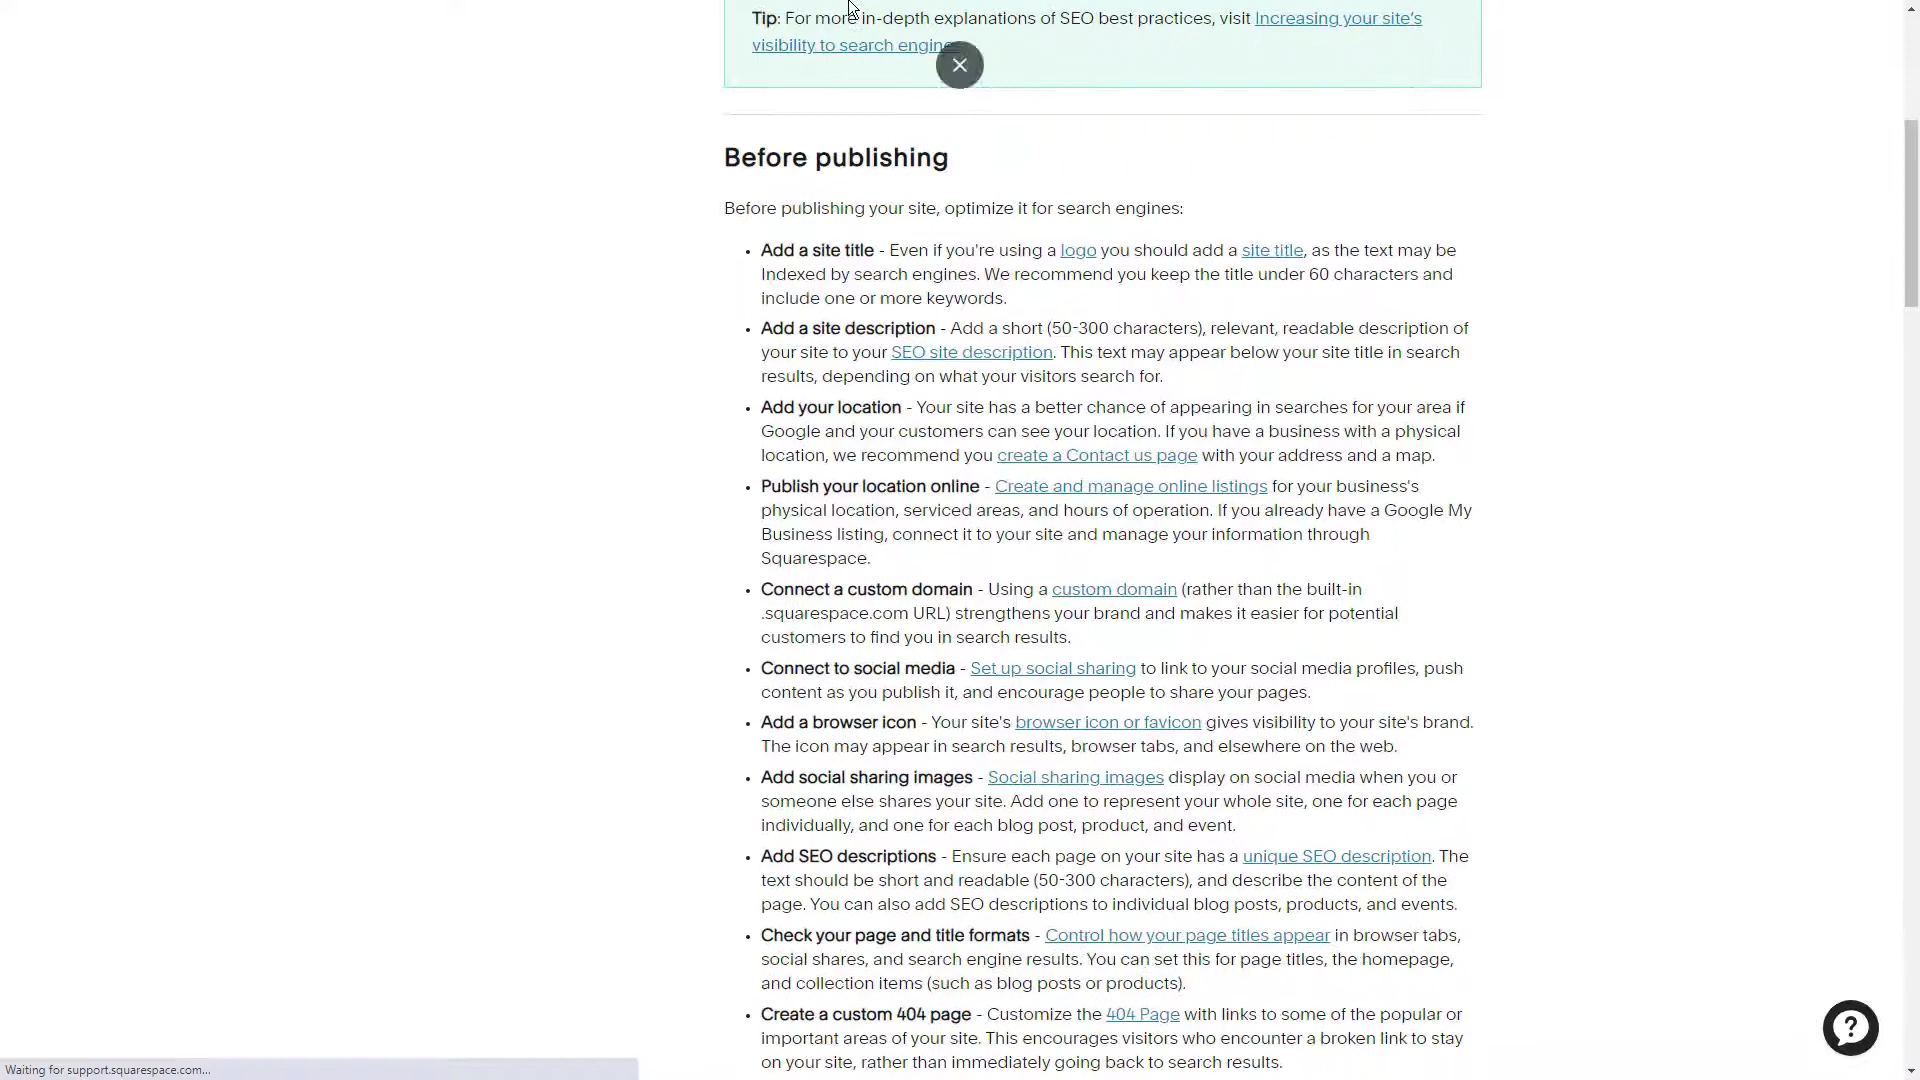 Tip: For more in-depth explanations of SEO best practices, visit Increasing your site's
visibility to search engine
Before publishing
Before publishing your site, optimize it for search engines:
• Add a site title - Even if you're using a logo you should add a site title, as the text may be
Indexed by search engines. We recommend you keep the title under 60 characters and
include one or more keywords.
• Add a site description - Add a short (50-300 characters), relevant, readable description of
your site to your SEO site description. This text may appear below your site title in search
results, depending on what your visitors search for.
• Add your location - Your site has a better chance of appearing in searches for your area if
Google and your customers can see your location. If you have a business with a physical
location, we recommend you create a Contact us page with your address and a map.
• Publish your location online - Create and manage online listings for your business's
physical location, serviced areas, and hours of operation. If you already have a Google My
Business listing, connect it to your site and manage your information through
Squarespace.
• Connect a custom domain - Using a custom domain (rather than the built-in
.squarespace.com URL) strengthens your brand and makes it easier for potential
customers to find you in search results.
• Connect to social media - Set up social sharing to link to your social media profiles, push
content as you publish it, and encourage people to share your pages.
• Add a browser icon - Your site's browser icon or favicon gives visibility to your site's brand.
The icon may appear in search results, browser tabs, and elsewhere on the web.
• Add social sharing images - Social sharing images display on social media when you or
someone else shares your site. Add one to represent your whole site, one for each page
individually, and one for each blog post, product, and event.
• Add SEO descriptions - Ensure each page on your site has a unique SEO description. The
text should be short and readable (50-300 characters), and describe the content of the
page. You can also add SEO descriptions to individual blog posts, products, and events.
• Check your page and title formats - Control how your page titles appear in browser tabs,
social shares, and search engine results. You can set this for page titles, the homepage,
and collection items (such as blog posts or products).
• Create a custom 404 page - Customize the 404 Page with links to some of the popular or
important areas of your site. This encourages visitors who encounter a broken link to stay
on your site, rather than immediately going back to search results.
Waiting for support.squarespace.com...